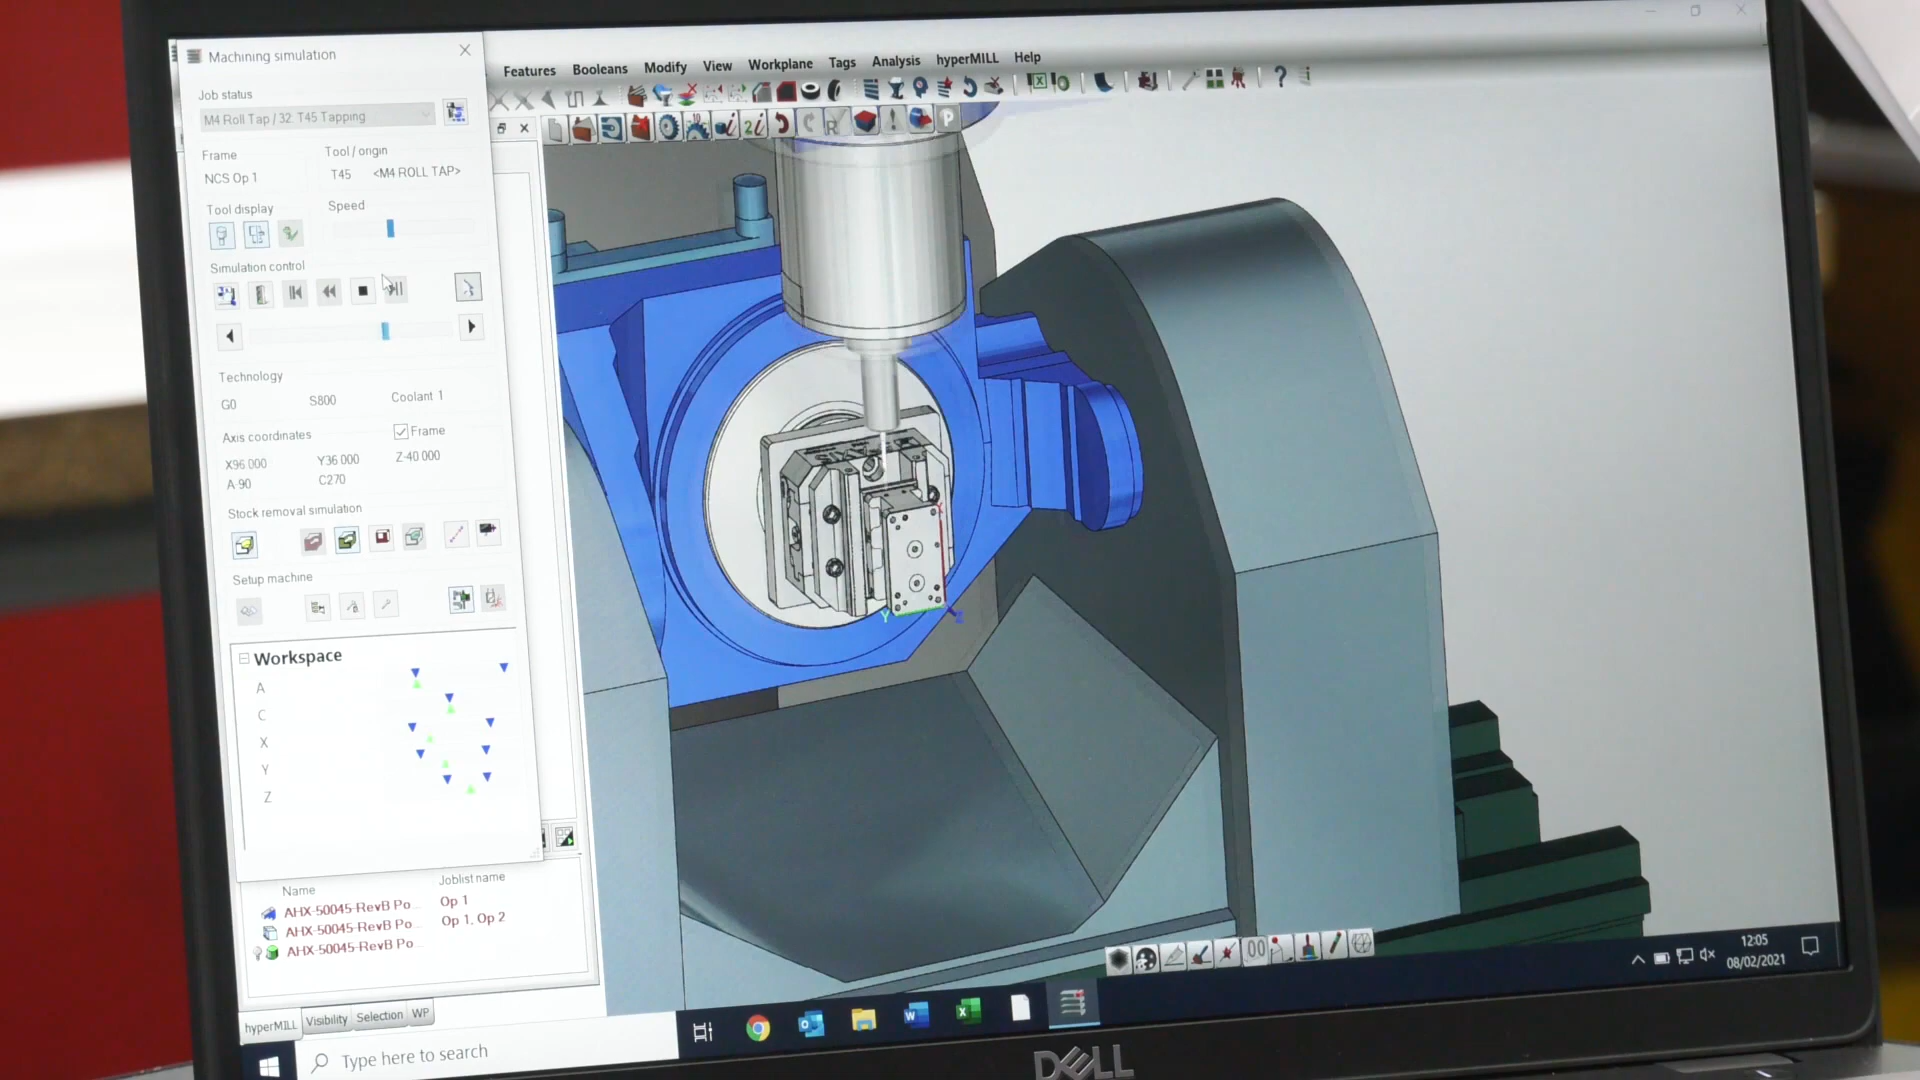 Machining simulation
Features Booleans Modify View Workplane Tags Analysis hyperMILL Help
Job status
M4 Roll Tap / 32 T45 Tapping
Frame
Tool / origin
NCS Op 1
T45 <M4 ROLL TAP>
Tool display
Speed
Simulation control
Technology
G0 S800 Coolant 1
Axis coordinates
Frame
X96.000 Y36.000 Z-40.000
A-90 C270
Stock removal simulation
Setup machine
Workspace
A
C
X
Y
Z
Name Joblist name
AHX-50045-RevB Po... Op 1
AHX-50045-RevB Po... Op 1, Op 2
AHX-50045-RevB Po...
hyperMILL Visibility Selection WP
Type here to search
12:05
08/02/2021
DELL
Y
Z